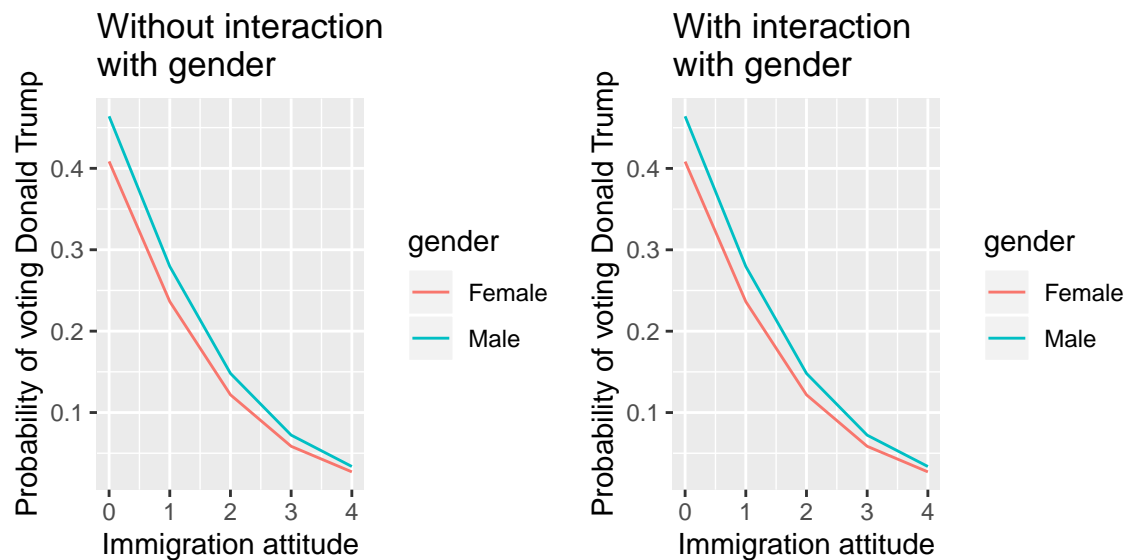 Without interaction
with gender
Probability of voting Donald Trump
0.4
0.3
0.2
0.1
0 1 2 3 4
Immigration attitude
gender
Female
Male
With interaction
with gender
Probability of voting Donald Trump
0.4
0.3
0.2
0.1
0 1 2 3 4
Immigration attitude
gender
Female
Male